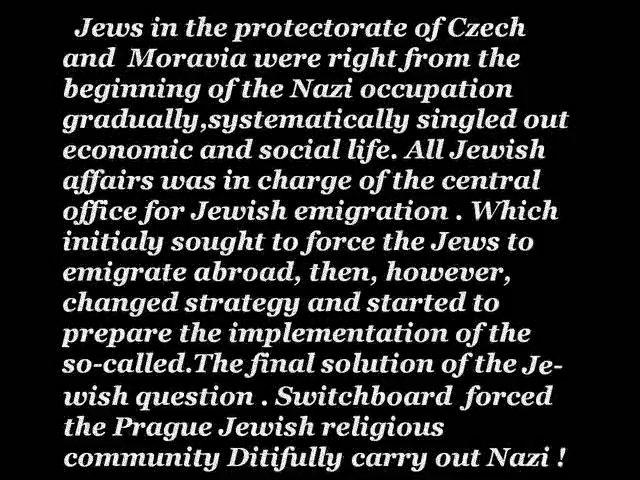 Jews in the protectorate of Czech
and Moravia were right from the
beginning of the Nazi occupation
gradually,systematically singled out
economic and social life. All Jewish
affairs was in charge of the central
office for Jewish emigration . Which
initialy sought to force the Jews to
emigrate abroad, then, however,
changed strategy and started to
prepare the implementation of the
so-called.The final solution of the Je-
wish question . Switchboard forced
the Prague Jewish religious
community Ditifully carry out Nazi !